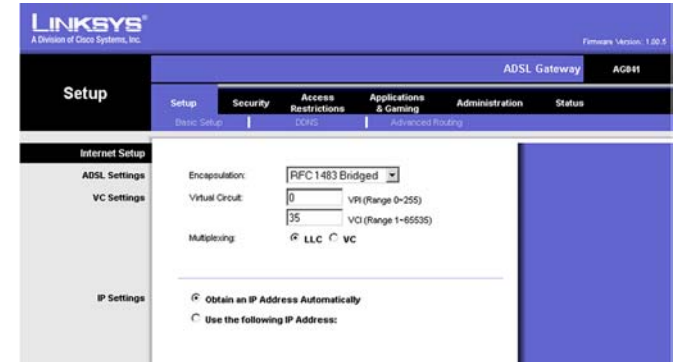 LINKSYS®
A Division of Cisco Systems, Inc.
Firmware Version: 1.00.5
ADSL Gateway AG041
Setup
Setup Security Access Restrictions Applications & Gaming Administration Status
Basic Setup DDNS Advanced Routing
Internet Setup
ADSL Settings Encapsulation: RFC 1483 Bridged
VC Settings Virtual Circuit: 0 VPI (Range 0~255)
35 VCI (Range 1~65535)
Multiplexing: LLC VC
IP Settings Obtain an IP Address Automatically
Use the following IP Address: